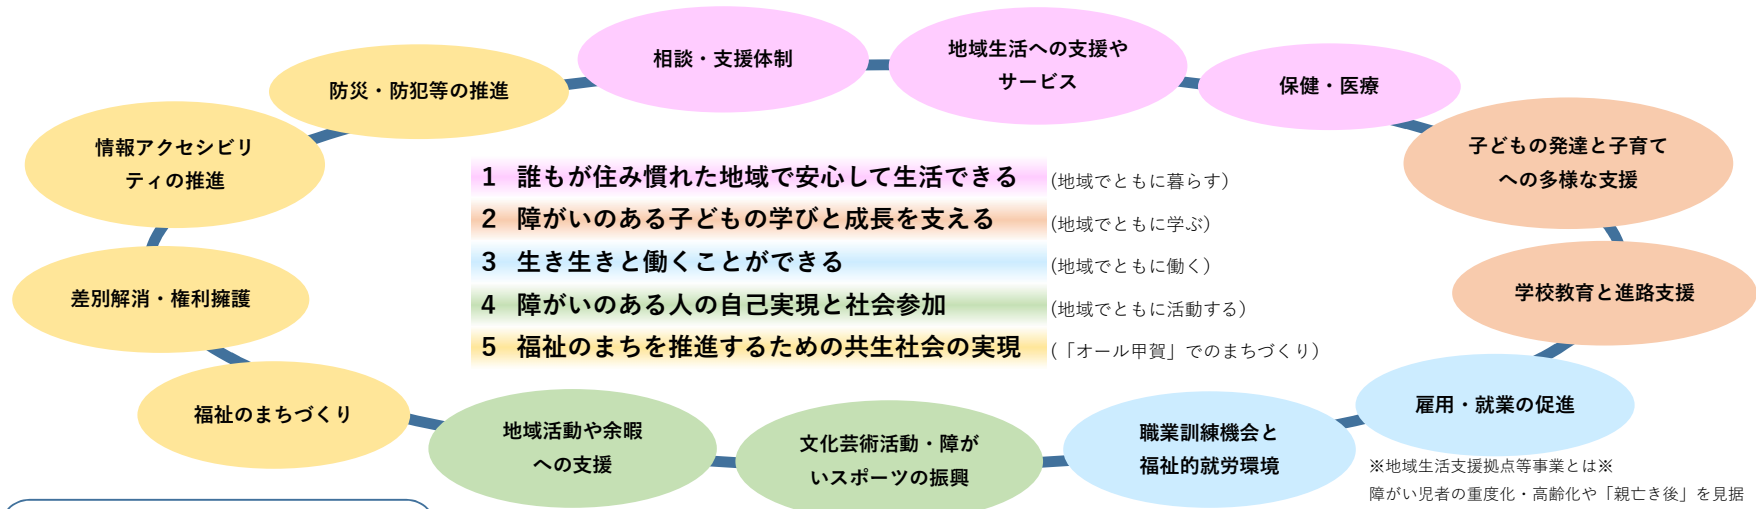 相談・支援体制
地域生活への支援や
サービス
保健・医療
防災・防犯等の推進
情報アクセシビリ
ティの推進
子どもの発達と子育て
への多様な支援
1 誰もが住み慣れた地域で安心して生活できる (地域でともに暮らす)
2 障がいのある子どもの学びと成長を支える (地域でともに学ぶ)
3 生き生きと働くことができる (地域でともに働く)
4 障がいのある人の自己実現と社会参加 (地域でともに活動する)
5 福祉のまちを推進するための共生社会の実現 (「オール甲賀」でのまちづくり)
差別解消・権利擁護
学校教育と進路支援
福祉のまちづくり
地域活動や余暇
への支援
文化芸術活動・障が
いスポーツの振興
職業訓練機会と
福祉的就労環境
雇用・就業の促進
※地域生活支援拠点等事業とは※
障がい児者の重度化・高齢化や「親亡き後」を見据